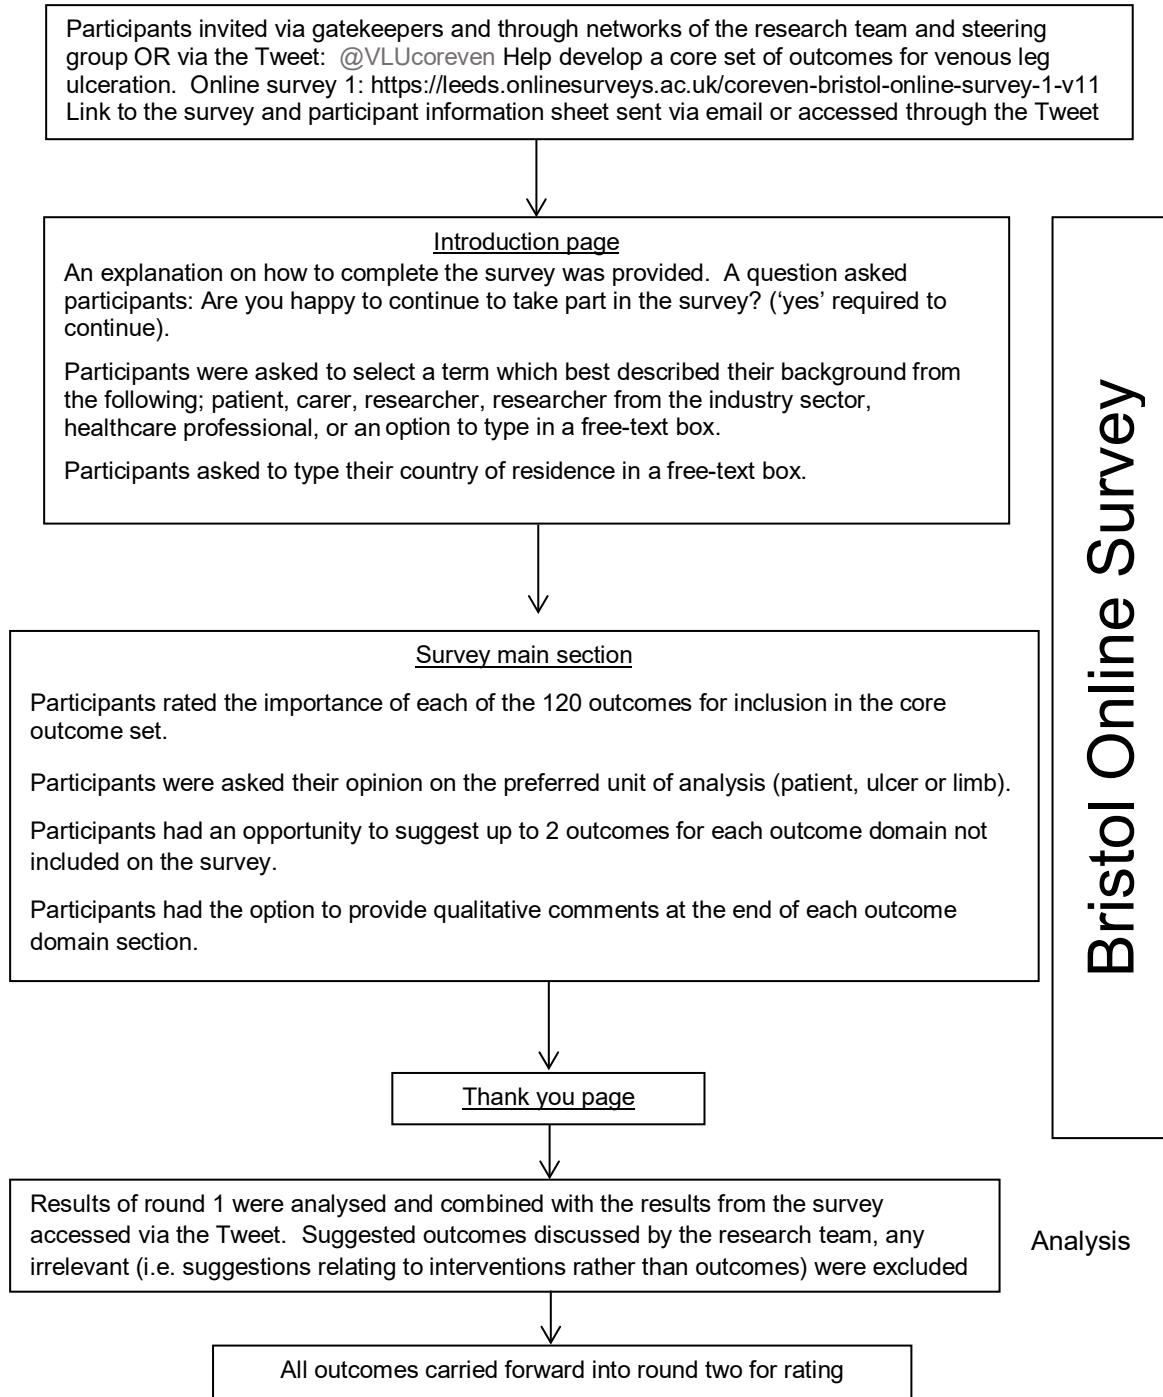 Participants invited via gatekeepers and through networks of the research team and steering
group OR via the Tweet: @VLUcoreven Help develop a core set of outcomes for venous leg
ulceration. Online survey 1: https://leeds.onlinesurveys.ac.uk/coreven-bristol-online-survey-1-v11
Link to the survey and participant information sheet sent via email or accessed through the Tweet
Introduction page
An explanation on how to complete the survey was provided. A question asked
participants: Are you happy to continue to take part in the survey? (‘yes’ required to
continue).
Participants were asked to select a term which best described their background from
the following; patient, carer, researcher, researcher from the industry sector,
healthcare professional, or an option to type in a free-text box.
Participants asked to type their country of residence in a free-text box.
Survey main section
Participants rated the importance of each of the 120 outcomes for inclusion in the core
outcome set.
Participants were asked their opinion on the preferred unit of analysis (patient, ulcer or limb).
Participants had an opportunity to suggest up to 2 outcomes for each outcome domain not
included on the survey.
Participants had the option to provide qualitative comments at the end of each outcome
domain section.
Thank you page
Bristol Online Survey
Results of round 1 were analysed and combined with the results from the survey
accessed via the Tweet. Suggested outcomes discussed by the research team, any
irrelevant (i.e. suggestions relating to interventions rather than outcomes) were excluded
Analysis
All outcomes carried forward into round two for rating